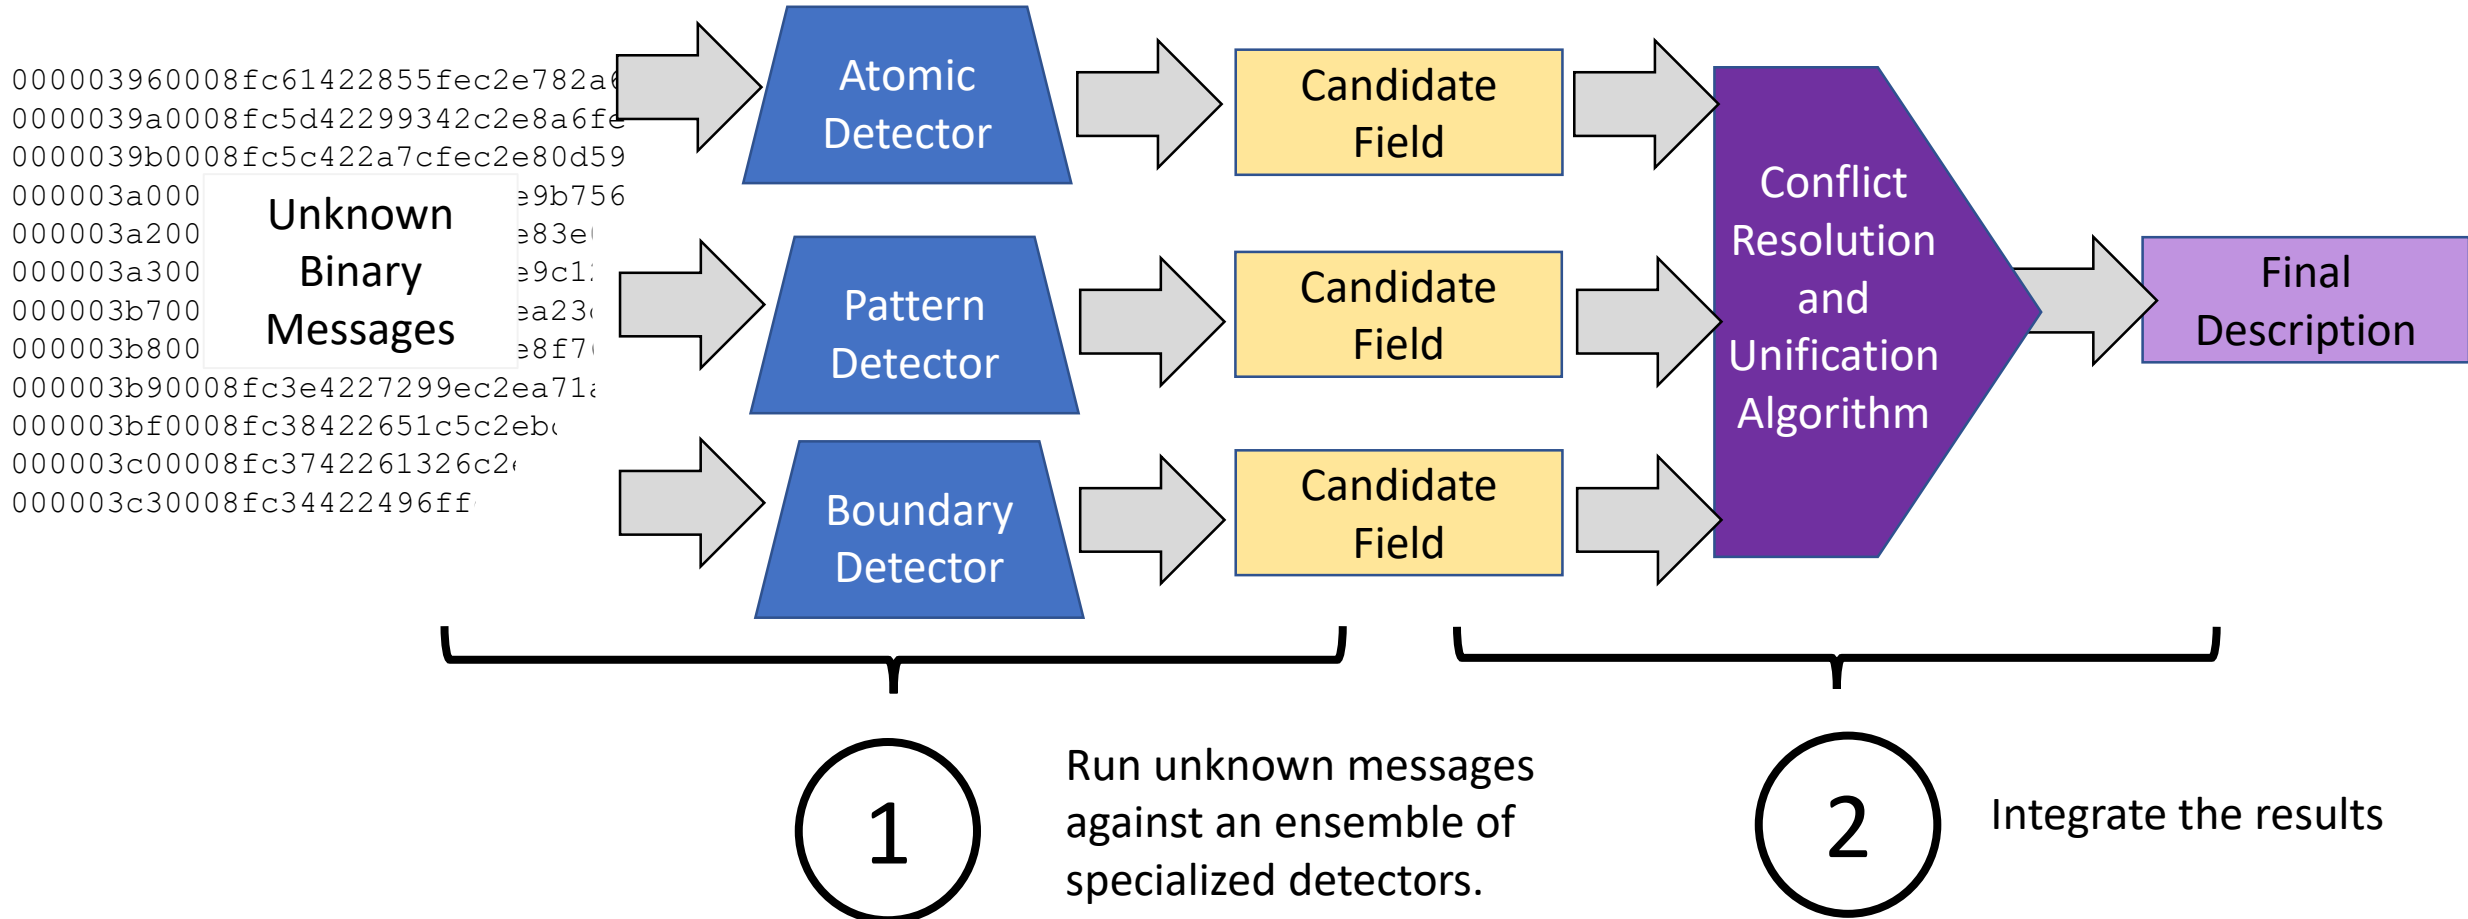 000003960008fc61422855fec2e782a6
0000039a0008fc5d42299342c2e8a6fe
0000039b0008fc5c422a7cfec2e80d59
000003a000
e9b756
000003a200
e83e
000003a300
e9c1
000003b700
ea23
000003b800
e8f7
000003b90008fc3e4227299ec2ea71a
000003bf0008fc38422651c5c2eb
000003c00008fc3742261326c2
000003c30008fc34422496ff
Unknown
Binary
Messages
Atomic
Detector
Candidate
Field
Pattern
Detector
Candidate
Field
Boundary
Detector
Candidate
Field
Conflict
Resolution
and
Unification
Algorithm
Final
Description
1
Run unknown messages
against an ensemble of
specialized detectors.
2
Integrate the results